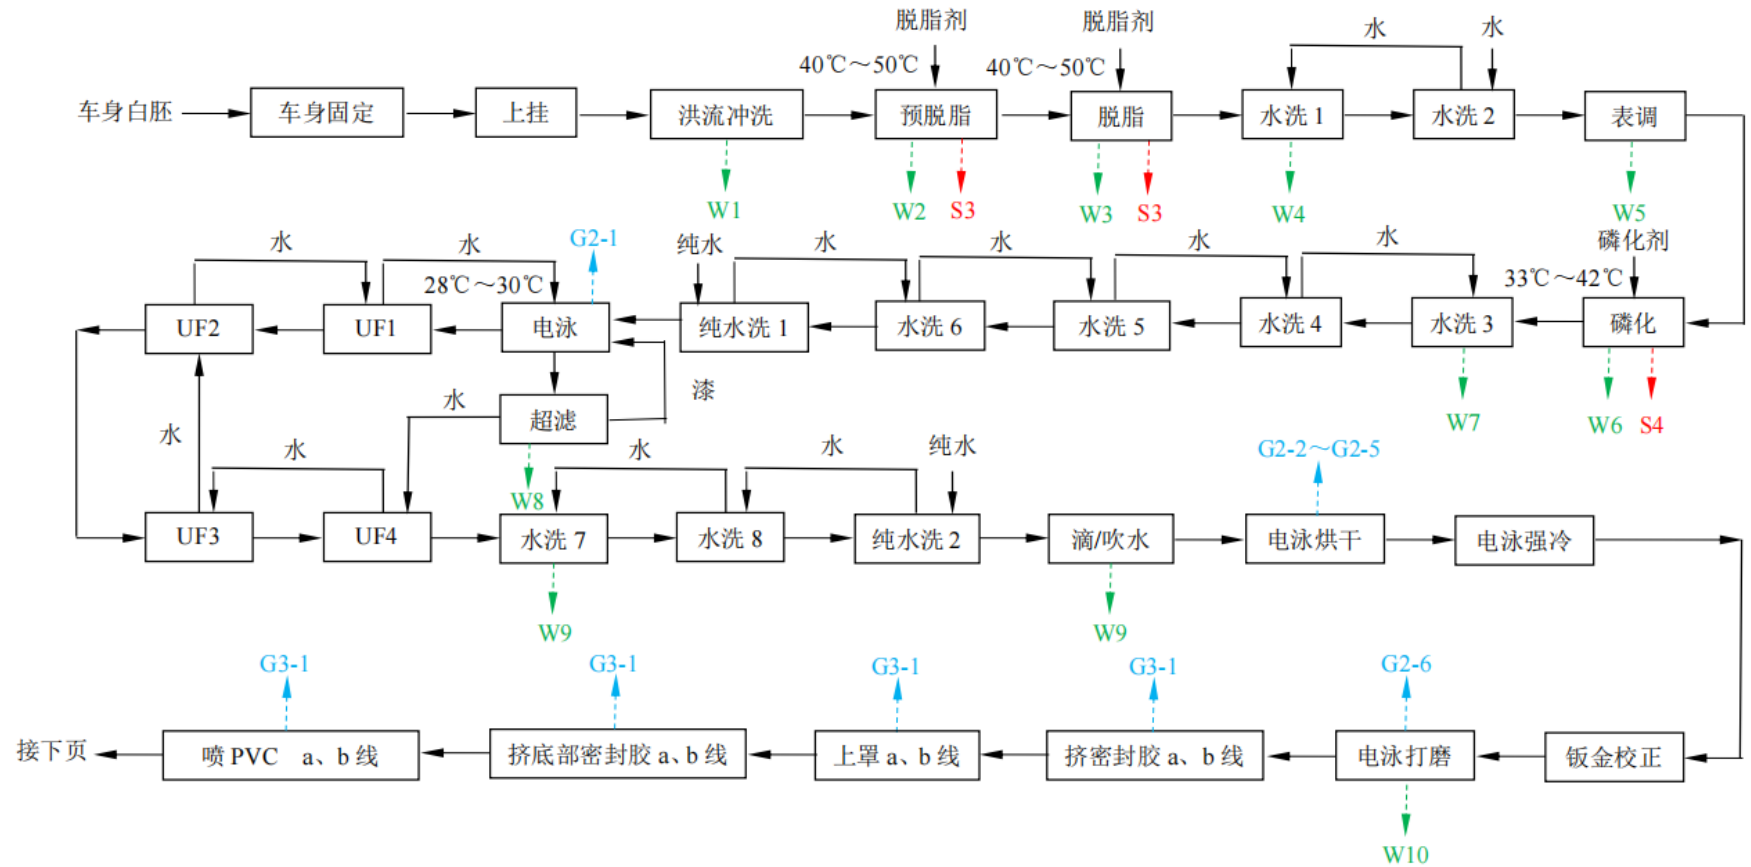 脱脂剂
脱脂剂
水
水
40℃～50℃
40℃～50℃
车身白胚
车身固定
上挂
洪流冲洗
预脱脂
脱脂
水洗 1
水洗 2
表调
W1
W2
S3
W3
S3
W4
W5
水
水
G2-1
纯水
水
水
水
水
磷化剂
28℃～30℃
33℃～42℃
UF2
UF1
电泳
纯水洗 1
水洗 6
水洗 5
水洗 4
水洗 3
磷化
漆
水
超滤
W7
W6
S4
水
水
水
水
纯水
G2-2～G2-5
W8
UF3
UF4
水洗 7
水洗 8
纯水洗 2
滴/吹水
电泳烘干
电泳强冷
W9
W9
G3-1
G3-1
G3-1
G3-1
G2-6
接下页
喷 PVC a、b 线
挤底部密封胶 a、b 线
上罩 a、b 线
挤密封胶 a、b 线
电泳打磨
钣金校正
W10